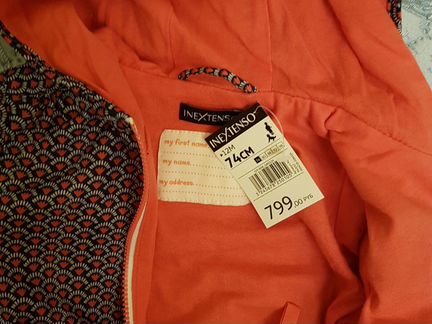 INEXTENSO
my first name
my name
my address
INEXTENSO
12M
74CM
799,00 РУБ